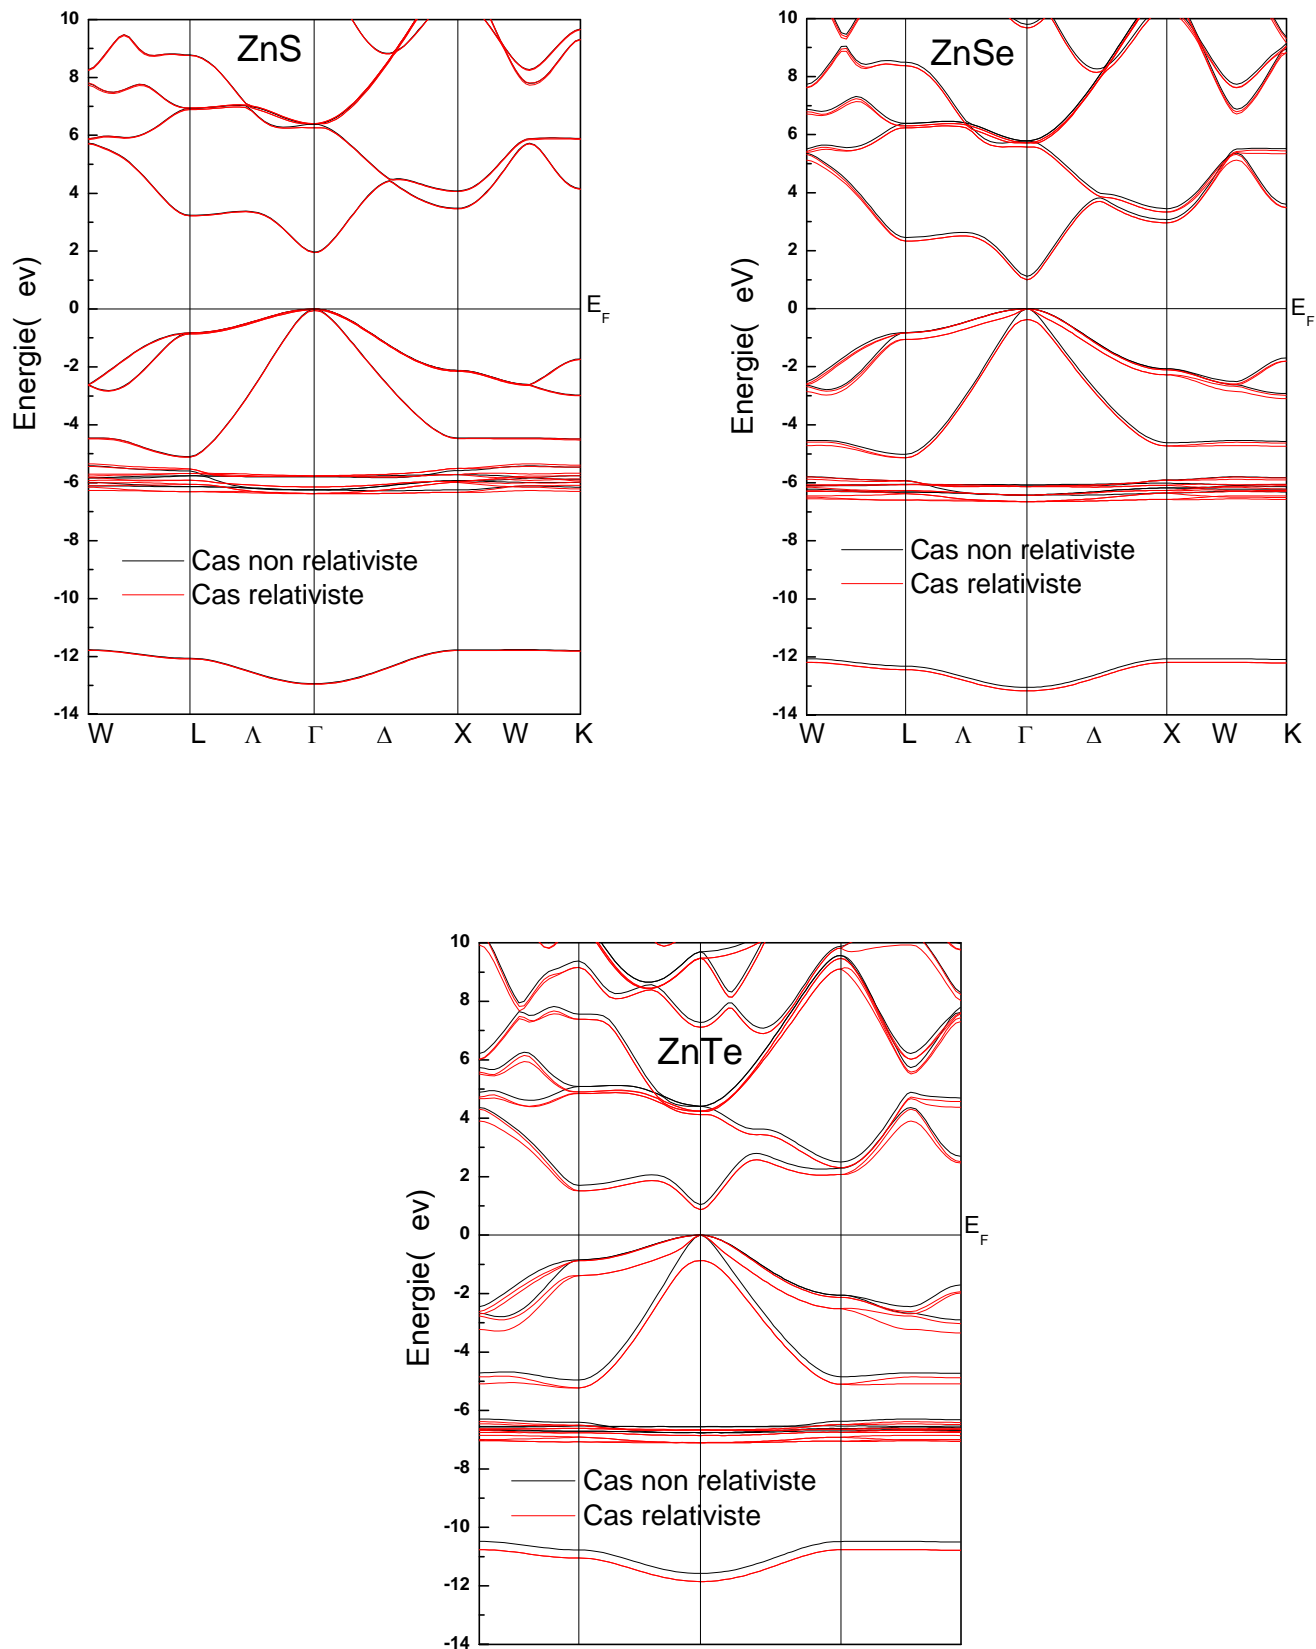 10
8
6
4
2
0
-2
-4
-6
-8
-10
-12
-14
Energie( ev)
ZnS
E_F
Cas non relativiste
Cas relativiste
W L Λ Γ Δ X W K
10
8
6
4
2
0
-2
-4
-6
-8
-10
-12
-14
Energie( eV)
ZnSe
E_F
Cas non relativiste
Cas relativiste
W L Λ Γ Δ X W K
10
8
6
4
2
0
-2
-4
-6
-8
-10
-12
-14
Energie( ev)
ZnTe
E_F
Cas non relativiste
Cas relativiste